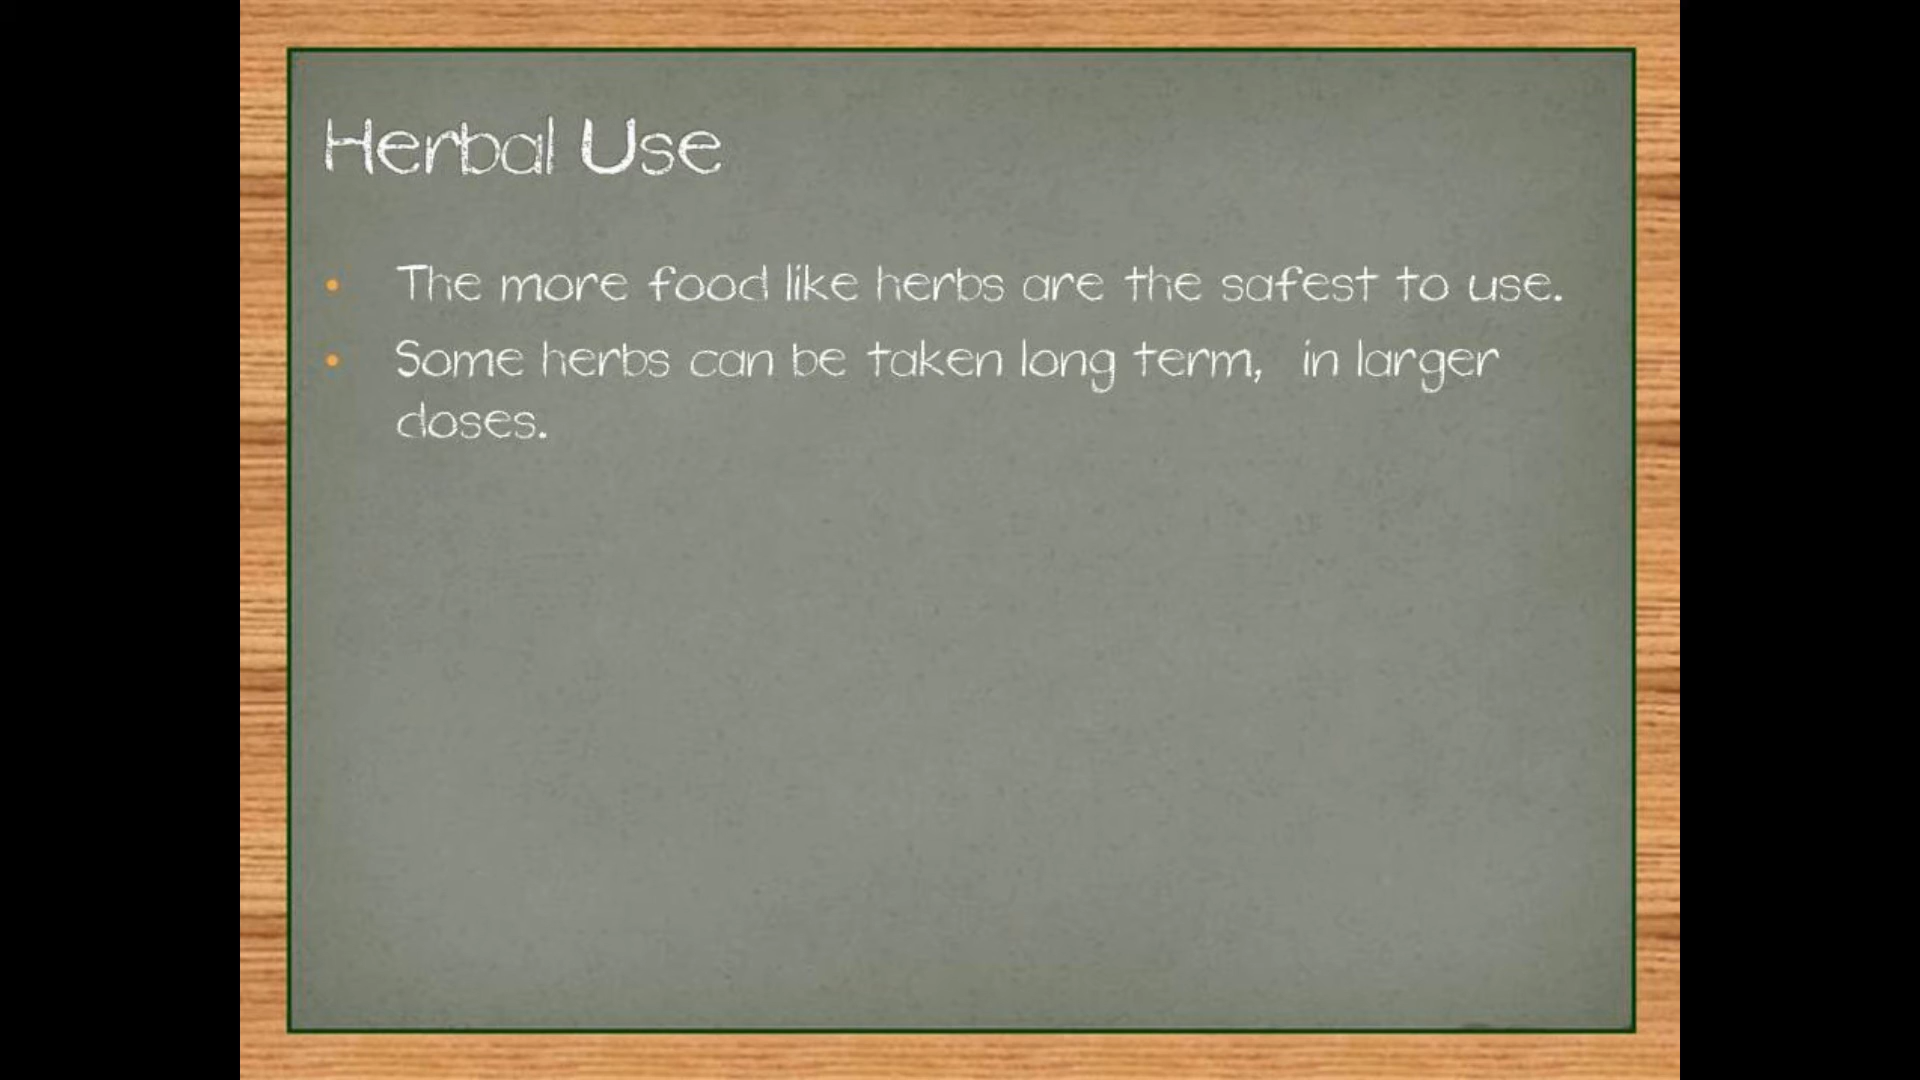 Herbal Use
• The more food like herbs are the safest to use.
• Some herbs can be taken long term, in larger
doses.